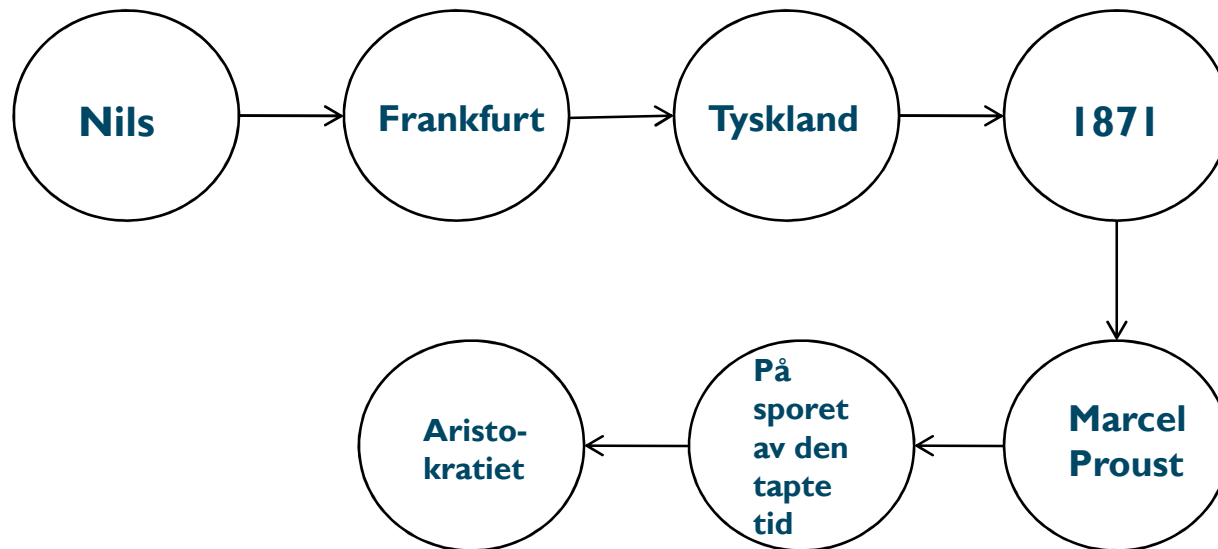 Nils
Frankfurt
Tyskland
1871
Marcel
Proust
På
sporet
av den
tapte
tid
Aristo-
kratiet